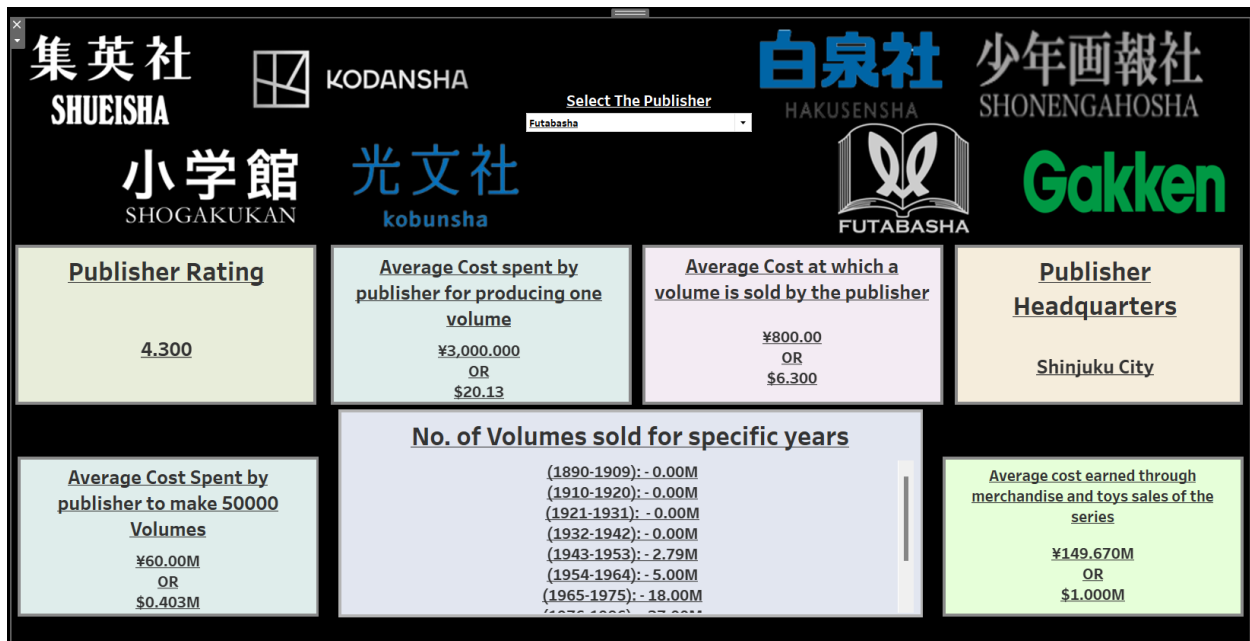 集英社
SHUEISHA
KODANSHA
白泉社
HAKUSENSHA
少年画報社
SHONENGAHOSHA
Select The Publisher
Futabasha
小学館
SHOGAKUKAN
光文社
kobunsha
FUTABASHA
Gakken
Publisher Rating
4.300
Average Cost spent by
publisher for producing one
volume
¥3,000.000
OR
$20.13
Average Cost at which a
volume is sold by the publisher
¥800.00
OR
$6.300
Publisher
Headquarters
Shinjuku City
Average Cost Spent by
publisher to make 50000
Volumes
¥60.00M
OR
$0.403M
No. of Volumes sold for specific years
(1890-1909): - 0.00M
(1910-1920): - 0.00M
(1921-1931): - 0.00M
(1932-1942): - 0.00M
(1943-1953): - 2.79M
(1954-1964): - 5.00M
(1965-1975): - 18.00M
Average cost earned through
merchandise and toys sales of the
series
¥149.670M
OR
$1.000M